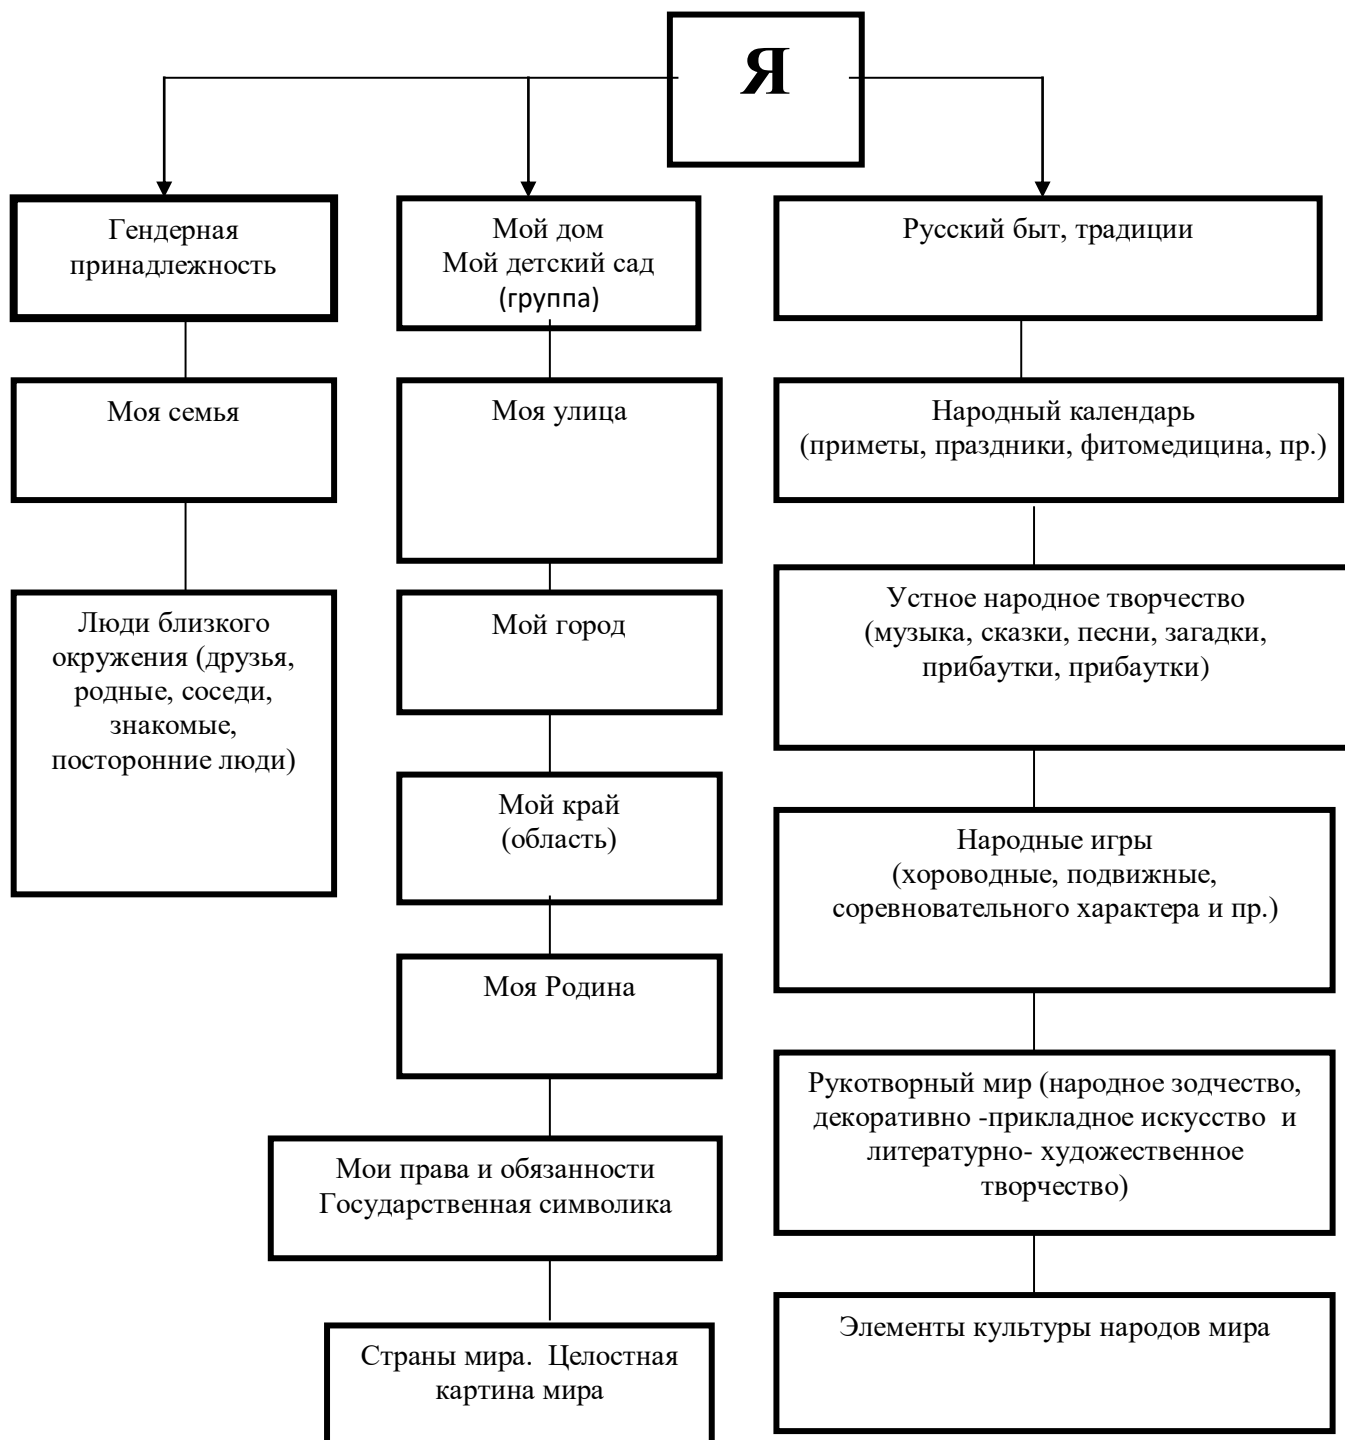 Я
Гендерная
принадлежность
Моя семья
Люди близкого
окружения (друзья,
родные, соседи,
знакомые,
посторонние люди)
Мой дом
Мой детский сад
(группа)
Моя улица
Мой город
Мой край
(область)
Моя Родина
Мои права и обязанности
Государственная символика
Страны мира.  Целостная
картина мира
Русский быт, традиции
Народный календарь
(приметы, праздники, фитомедицина, пр.)
Устное народное творчество
(музыка, сказки, песни, загадки,
прибаутки, прибаутки)
Народные игры
(хороводные, подвижные,
соревновательного характера и пр.)
Рукотворный мир (народное зодчество,
декоративно -прикладное искусство  и
литературно- художественное
творчество)
Элементы культуры народов мира